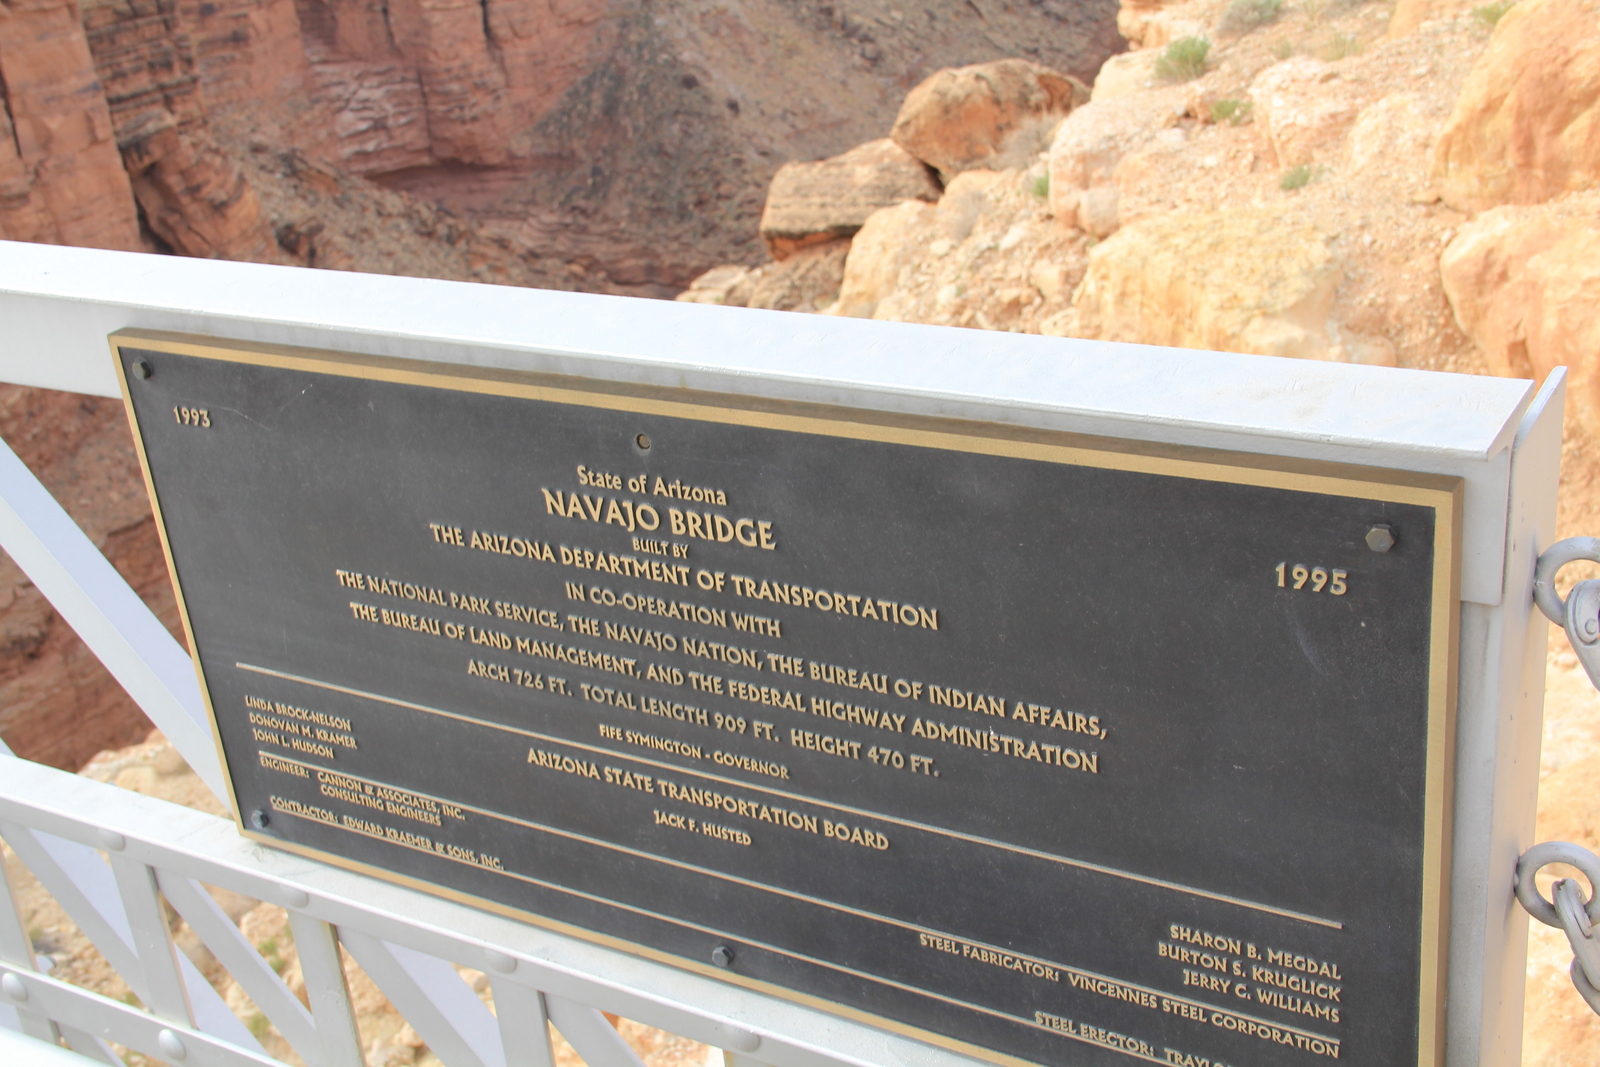 1993
1995
State of Arizona
NAVAJO BRIDGE
BUILT BY
THE ARIZONA DEPARTMENT OF TRANSPORTATION
IN CO-OPERATION WITH
THE NATIONAL PARK SERVICE, THE NAVAJO NATION, THE BUREAU OF INDIAN AFFAIRS,
THE BUREAU OF LAND MANAGEMENT, AND THE FEDERAL HIGHWAY ADMINISTRATION
ARCH 726 FT. TOTAL LENGTH 909 FT. HEIGHT 470 FT.
FIFE SYMINGTON - GOVERNOR
ARIZONA STATE TRANSPORTATION BOARD
JACK F. HUSTED
LINDA BROCK-NELSON
DONOVAN M. KRAMER
JOHN L. HUDSON
SHARON B. MEGDAL
BURTON S. KRUGLICK
JERRY C. WILLIAMS
ENGINEER: CANNON & ASSOCIATES, INC.
CONSULTING ENGINEERS
STEEL FABRICATOR: VINCENNES STEEL CORPORATION
CONTRACTOR: EDWARD KRAEMER & SONS, INC.
STEEL ERECTOR: